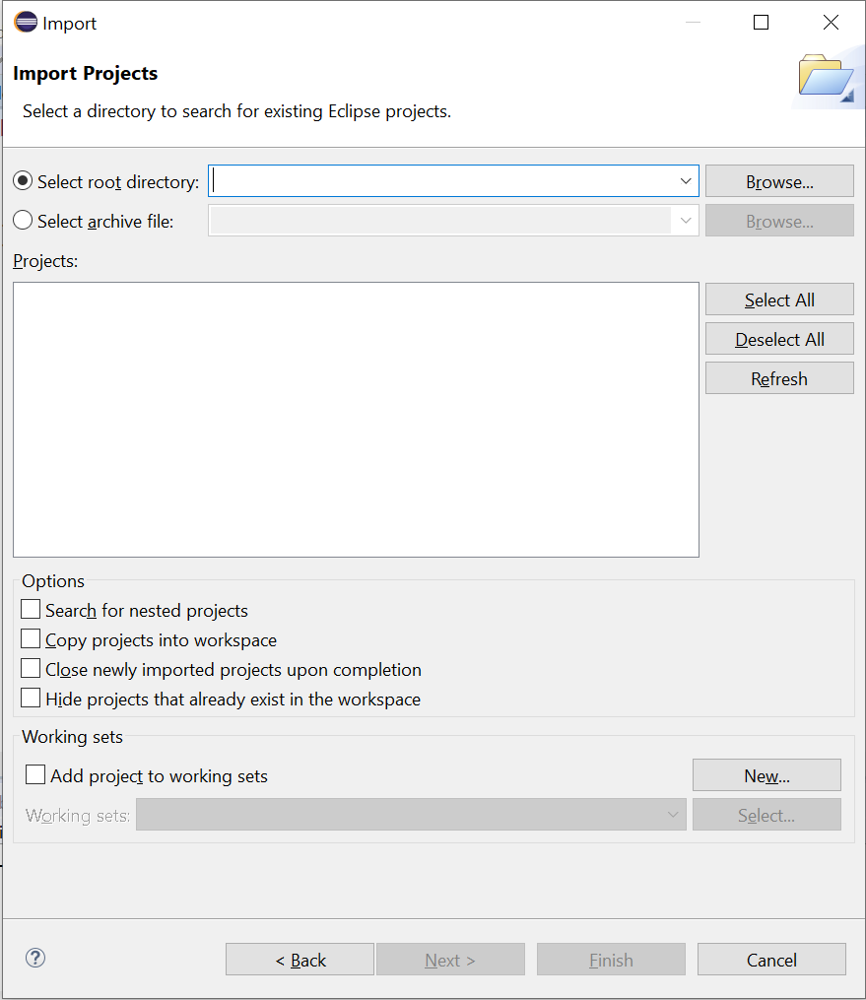 Import
Import Projects
Select a directory to search for existing Eclipse projects.
Select root directory: Browse...
Select archive file: Browse...
Projects:
Select All
Deselect All
Refresh
Options
Search for nested projects
Copy projects into workspace
Close newly imported projects upon completion
Hide projects that already exist in the workspace
Working sets
Add project to working sets New...
Working sets: Select...
? < Back Next > Finish Cancel